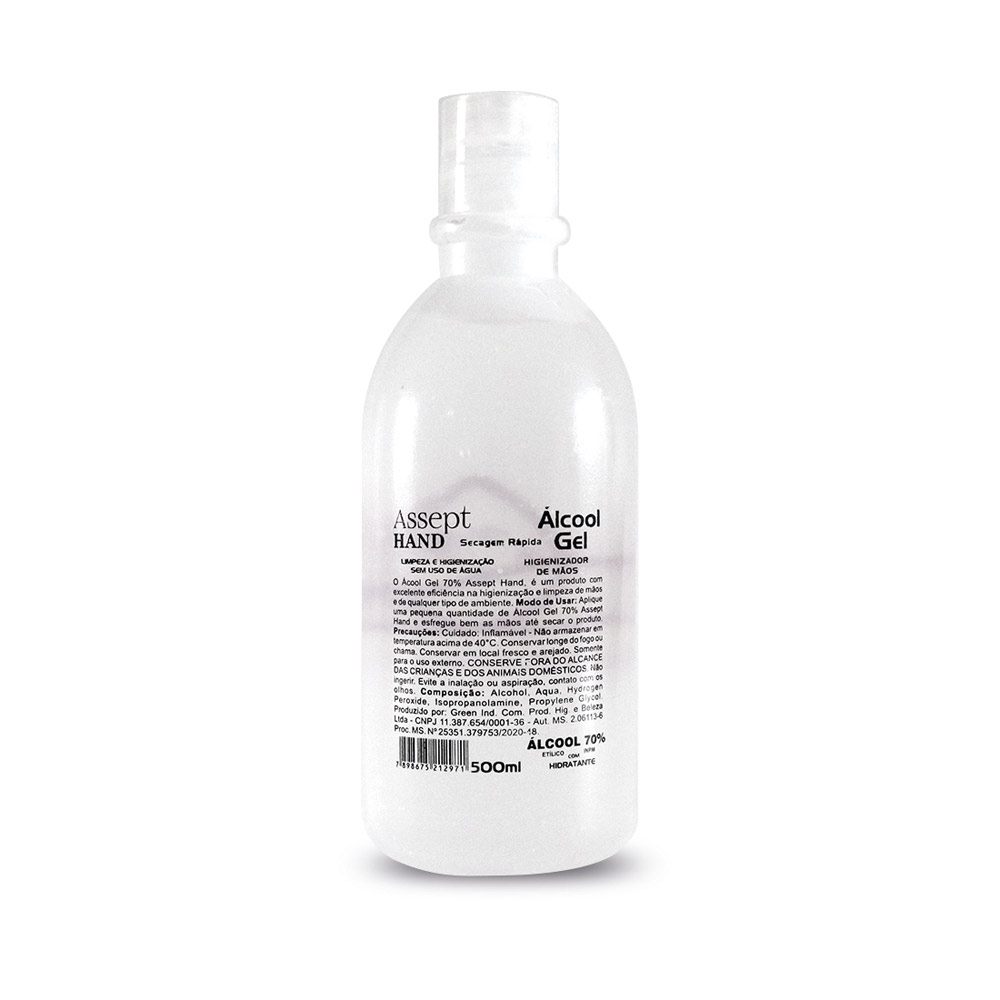 Assept
HAND
Secagem Rápida
Álcool
Gel
LIMPEZA E HIGIENIZAÇÃO
SEM USO DE ÁGUA
HIGIENIZADOR
DE MÃOS
O Ácool Gel 70% Assept Hand, é um produto com
excelente eficiência na higienização e limpeza de mãos
e de qualquer tipo de ambiente. Modo de Usar: Aplique
uma pequena quantidade de Álcool Gel 70% Assept
Hand e esfregue bem as mãos até secar o produto.
Precauções: Cuidado: Inflamável - Não armazenar em
temperatura acima de 40°C. Conservar longe do fogo ou
chama. Conservar em local fresco e arejado. Somente
para o uso externo. CONSERVE FORA DO ALCANCE
DAS CRIANÇAS E DOS ANIMAIS DOMÉSTICOS. Não
ingerir. Evite a inalação ou aspiração, contato com os
olhos. Composição: Alcohol, Aqua, Hydrogen
Peroxide, Isopropanolamine, Propylene Glycol.
Produzido por: Green Ind. Com. Prod. Hig. e Beleza
Ltda - CNPJ 11.387.654/0001-36 - Aut. MS. 2.06113-6
Proc. MS. Nº 25351.379753/2020-18.
7 898675 212971
500ml
ÁLCOOL 70%
ETÍLICO COM INPM
HIDRATANTE